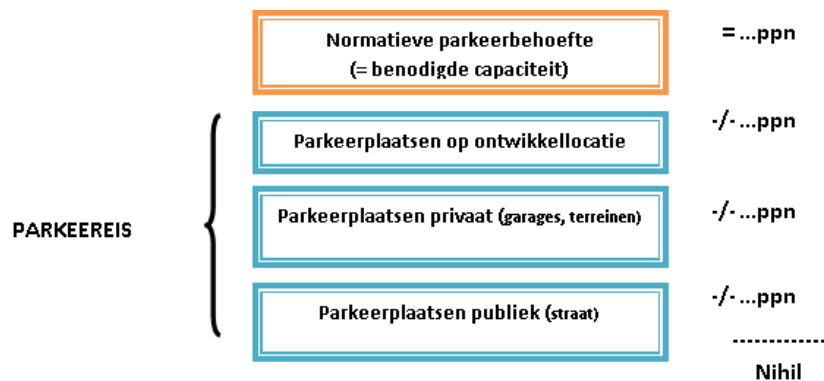 Normatieve parkeerbehoefte
(= benodigde capaciteit)
= ...ppn
Parkeerplaatsen op ontwikkellocatie
-/- ...ppn
PARKEEREIS
Parkeerplaatsen privaat (garages, terreinen)
-/- ...ppn
Parkeerplaatsen publiek (straat)
-/- ...ppn
Nihil